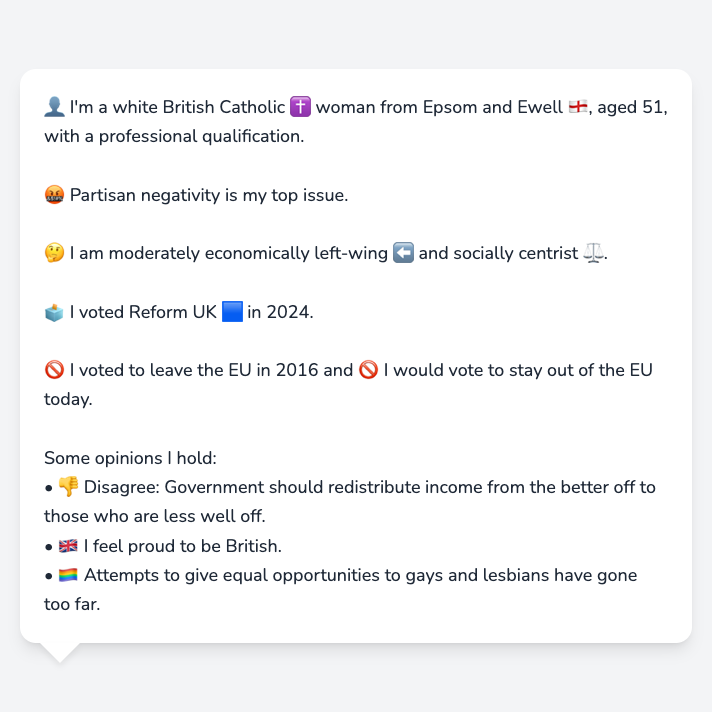 👤 I'm a white British Catholic ✝️ woman from Epsom and Ewell 🏴󠁧󠁢󠁥󠁮󠁧󠁿, aged 51,
with a professional qualification.
🤬 Partisan negativity is my top issue.
🤔 I am moderately economically left-wing ⬅️ and socially centrist ⚖️.
🗳️ I voted Reform UK 🟦 in 2024.
🚫 I voted to leave the EU in 2016 and 🚫 I would vote to stay out of the EU
today.
Some opinions I hold:
• 👎 Disagree: Government should redistribute income from the better off to
those who are less well off.
• 🇬🇧 I feel proud to be British.
• 🏳️‍🌈 Attempts to give equal opportunities to gays and lesbians have gone
too far.